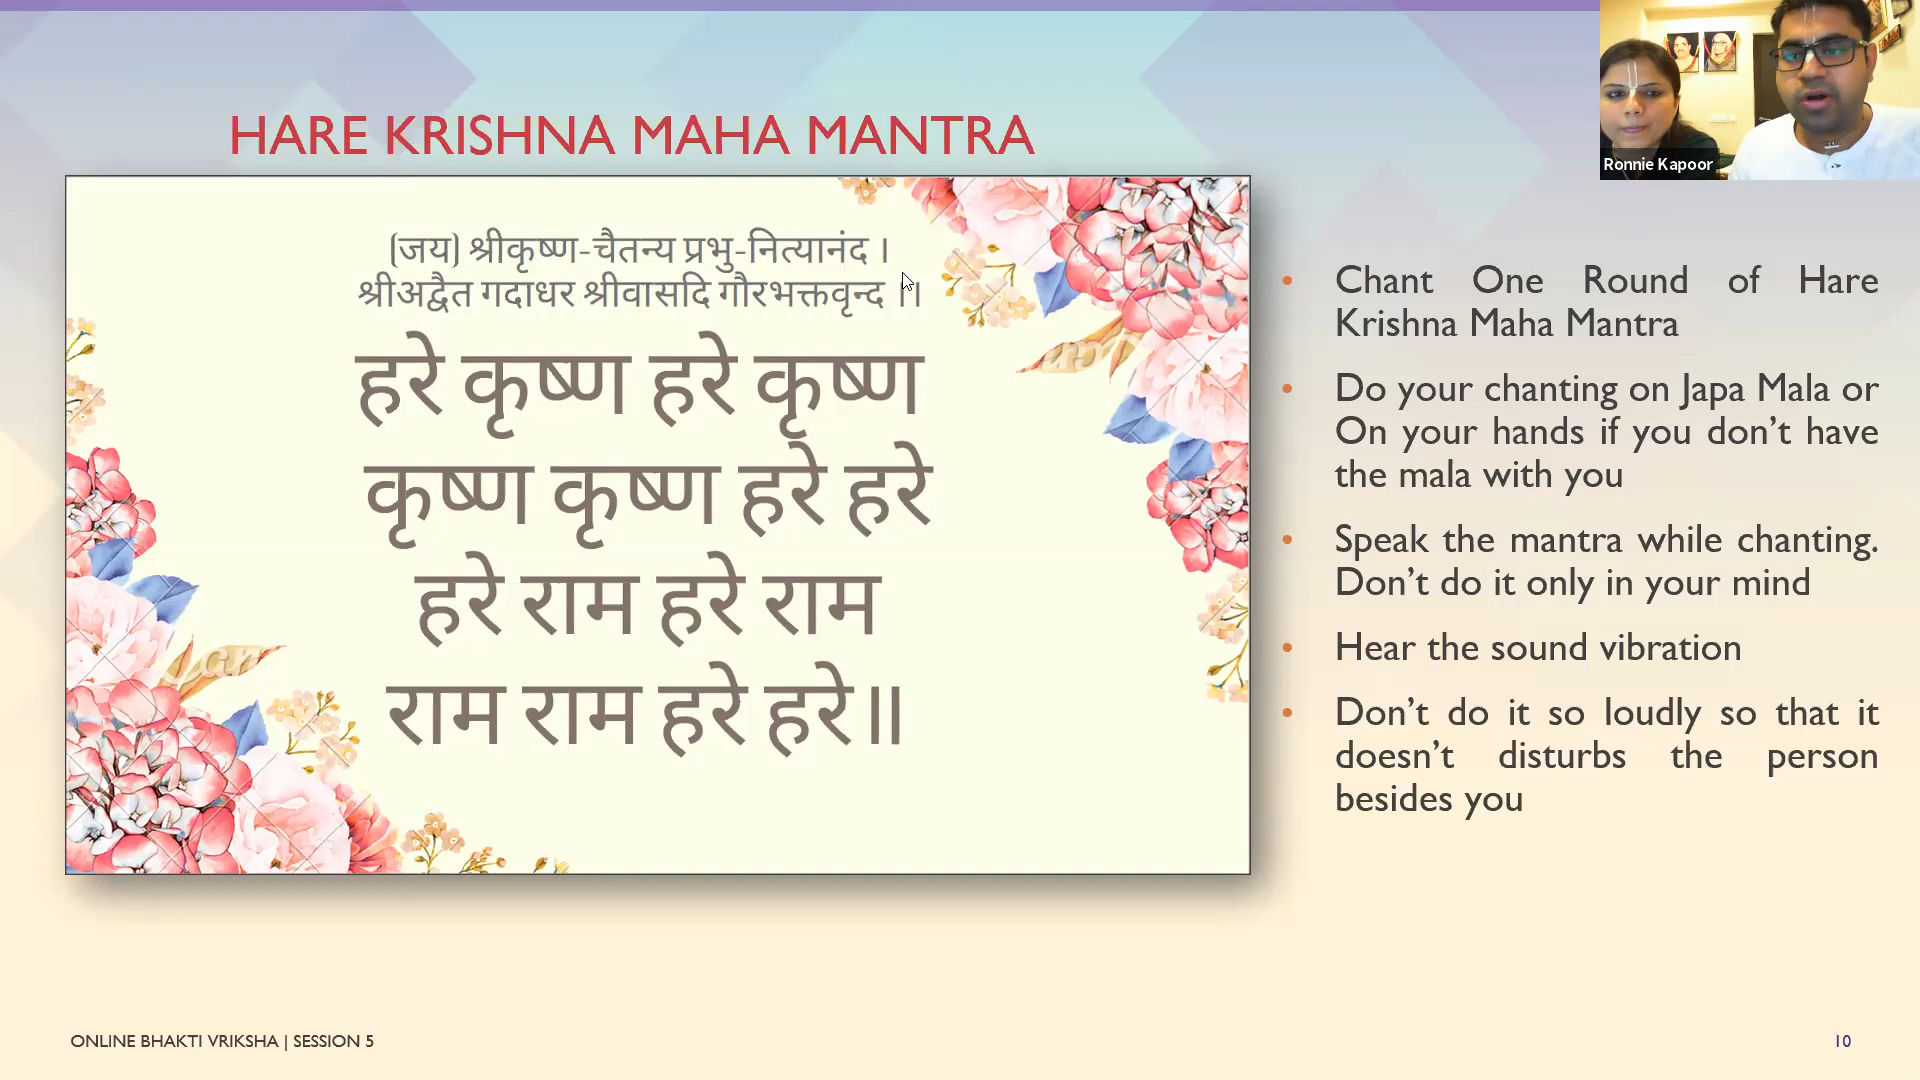 HARE KRISHNA MAHA MANTRA
(जय) श्रीकृष्ण-चैतन्य प्रभु-नित्यानंद ।
श्रीअद्वैत गदाधर श्रीवासदि गौरभक्तवृन्द ।।
हरे कृष्ण हरे कृष्ण
कृष्ण कृष्ण हरे हरे
हरे राम हरे राम
राम राम हरे हरे॥
• Chant One Round of Hare
Krishna Maha Mantra
• Do your chanting on Japa Mala or
On your hands if you don’t have
the mala with you
• Speak the mantra while chanting.
Don’t do it only in your mind
• Hear the sound vibration
• Don’t do it so loudly so that it
doesn’t disturbs the person
besides you
Ronnie Kapoor
ONLINE BHAKTI VRIKSHA | SESSION 5
10